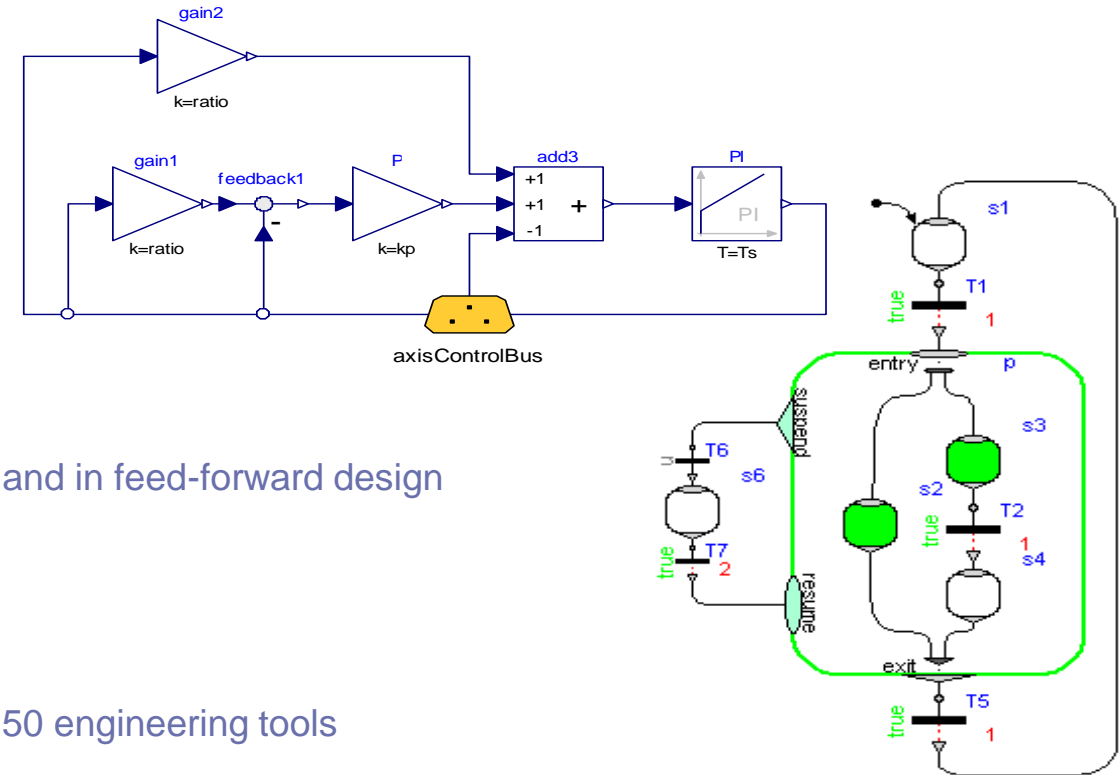 gain2
k=ratio
gain1
feedback1
P
add3
PI
+1
+1
+
-1
-
PI
k=ratio
k=kp
T=Ts
axisControlBus
and in feed-forward design
50 engineering tools
s1
T1
true
1
entry
p
suspend
s3
T6
s6
s2
T2
true
1
s4
T7
true
2
resume
exit
T5
true
1